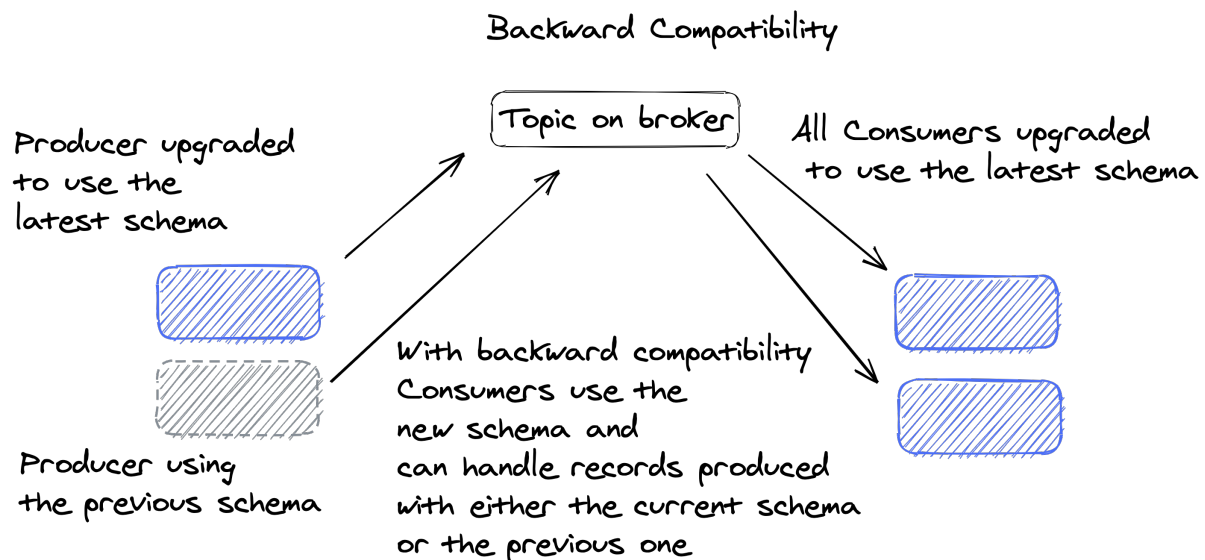 Backward Compatibility
Topic on broker
Producer upgraded
to use the
latest schema
All Consumers upgraded
to use the latest schema
With backward compatibility
Consumers use the
new schema and
can handle records produced
with either the current schema
or the previous one
Producer using
the previous schema